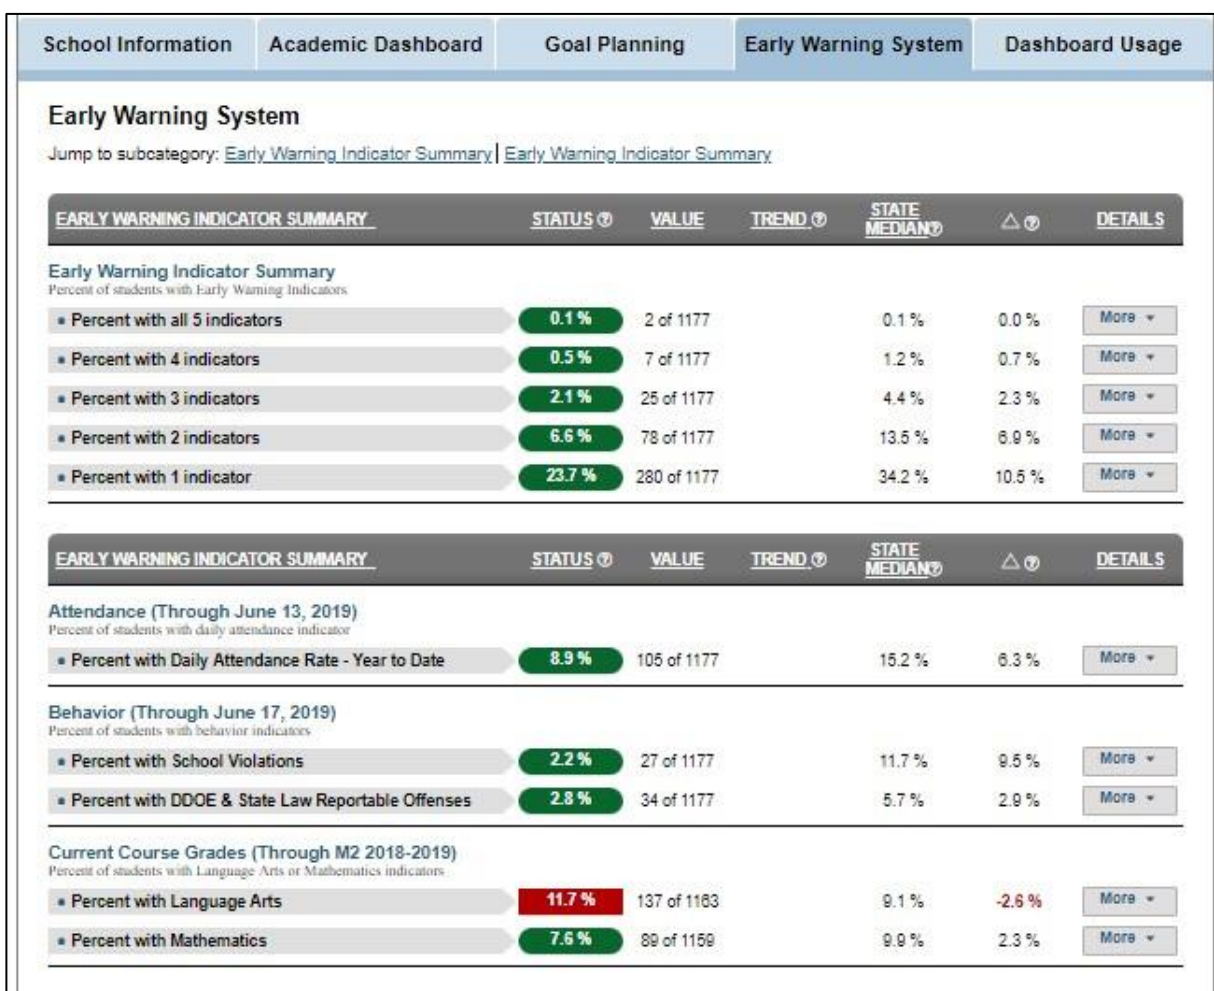 School Information Academic Dashboard Goal Planning Early Warning System Dashboard Usage
Early Warning System
Jump to subcategory: Early Warning Indicator Summary | Early Warning Indicator Summary
EARLY WARNING INDICATOR SUMMARY STATUS ? VALUE TREND ? STATE MEDIAN ? △ ? DETAILS
Early Warning Indicator Summary
Percent of students with Early Warning Indicators
▪ Percent with all 5 indicators 0.1 % 2 of 1177 0.1 % 0.0 % More
▪ Percent with 4 indicators 0.5 % 7 of 1177 1.2 % 0.7 % More
▪ Percent with 3 indicators 2.1 % 25 of 1177 4.4 % 2.3 % More
▪ Percent with 2 indicators 6.6 % 78 of 1177 13.5 % 6.9 % More
▪ Percent with 1 indicator 23.7 % 280 of 1177 34.2 % 10.5 % More
EARLY WARNING INDICATOR SUMMARY STATUS ? VALUE TREND ? STATE MEDIAN ? △ ? DETAILS
Attendance (Through June 13, 2019)
Percent of students with daily attendance indicator
▪ Percent with Daily Attendance Rate - Year to Date 8.9 % 105 of 1177 15.2 % 6.3 % More
Behavior (Through June 17, 2019)
Percent of students with behavior indicators
▪ Percent with School Violations 2.2 % 27 of 1177 11.7 % 9.5 % More
▪ Percent with DDOE & State Law Reportable Offenses 2.8 % 34 of 1177 5.7 % 2.9 % More
Current Course Grades (Through M2 2018-2019)
Percent of students with Language Arts or Mathematics indicators
▪ Percent with Language Arts 11.7 % 137 of 1163 9.1 % -2.6 % More
▪ Percent with Mathematics 7.6 % 89 of 1159 9.9 % 2.3 % More